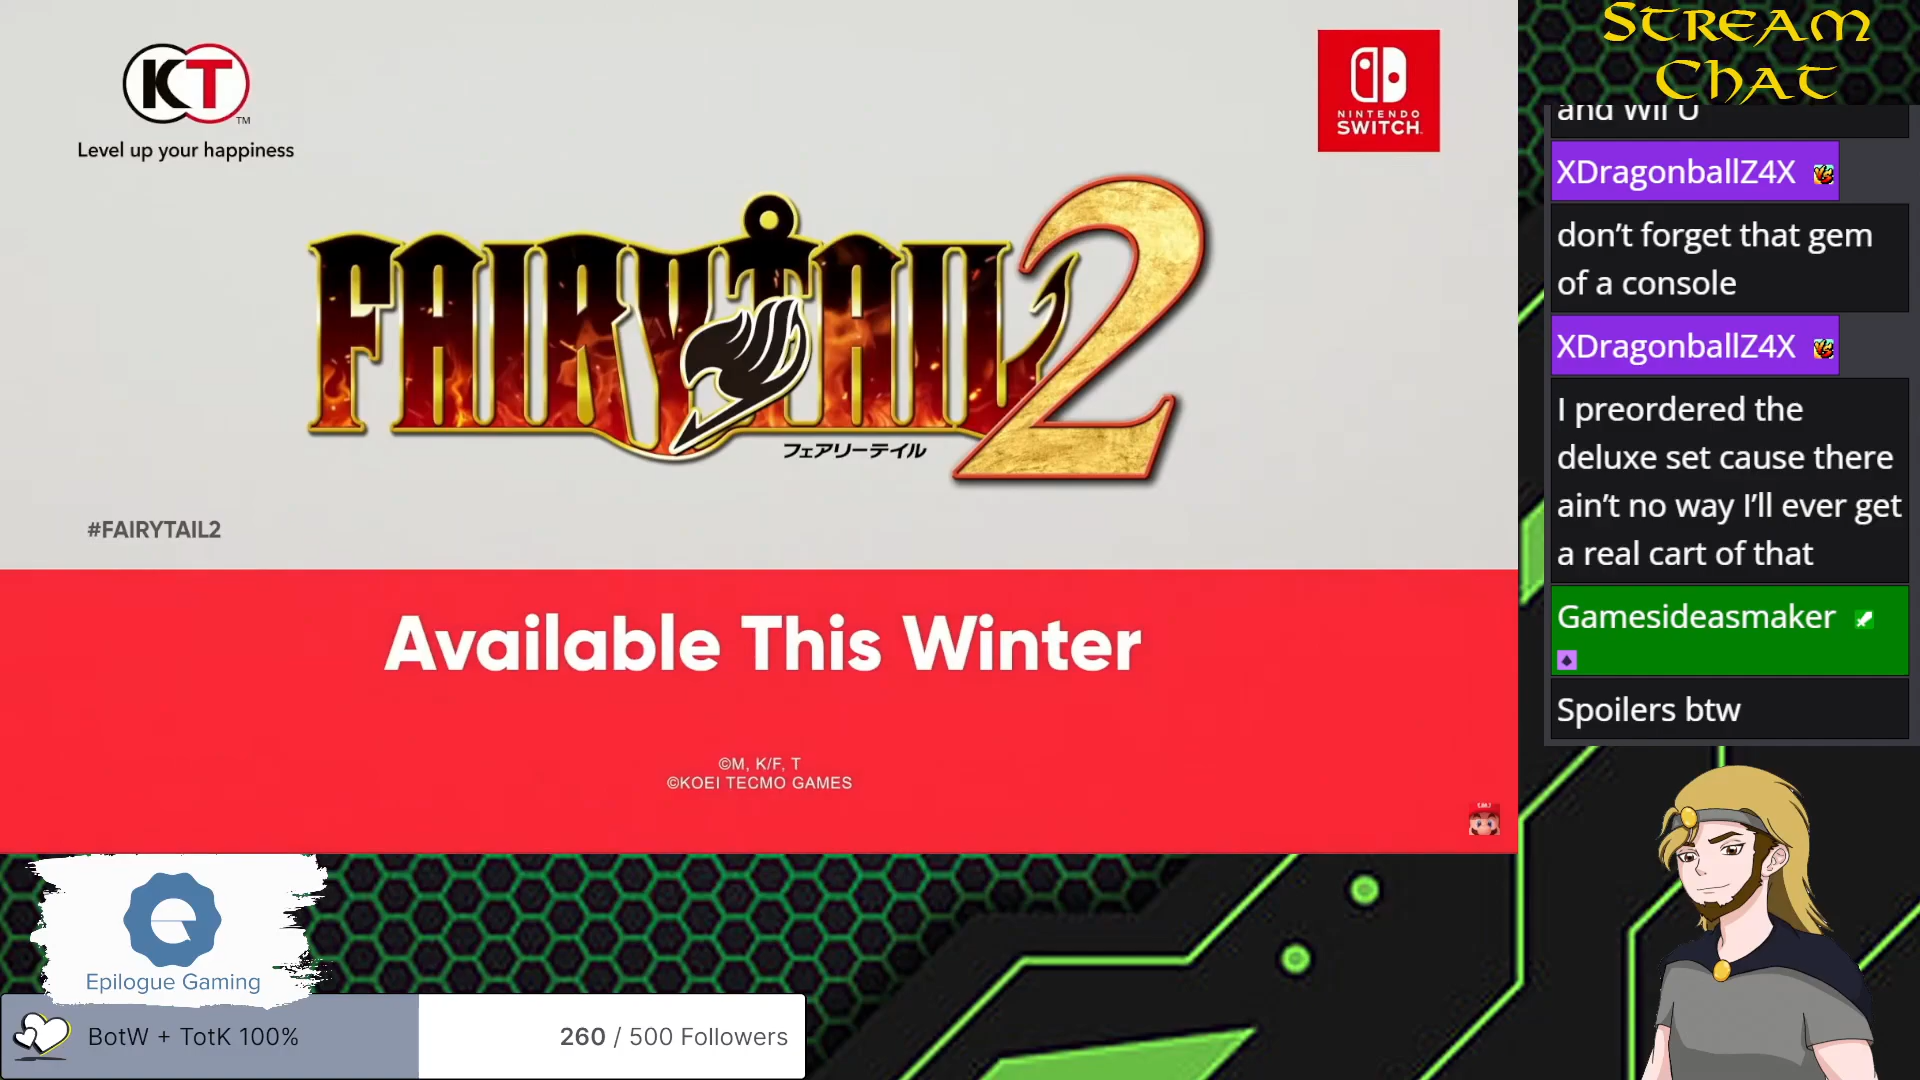 KT
TM
Level up your happiness
NINTENDO
SWITCH
FAIRY TAIL 2
フェアリーテイル
#FAIRYTAIL2
Available This Winter
©M, K/F, T
©KOEI TECMO GAMES
Stream
Chat
and Wii U
XDragonballZ4X
don't forget that gem
of a console
XDragonballZ4X
I preordered the
deluxe set cause there
ain't no way I'll ever get
a real cart of that
Gamesideasmaker
Spoilers btw
Epilogue Gaming
BotW + TotK 100%
260 / 500 Followers